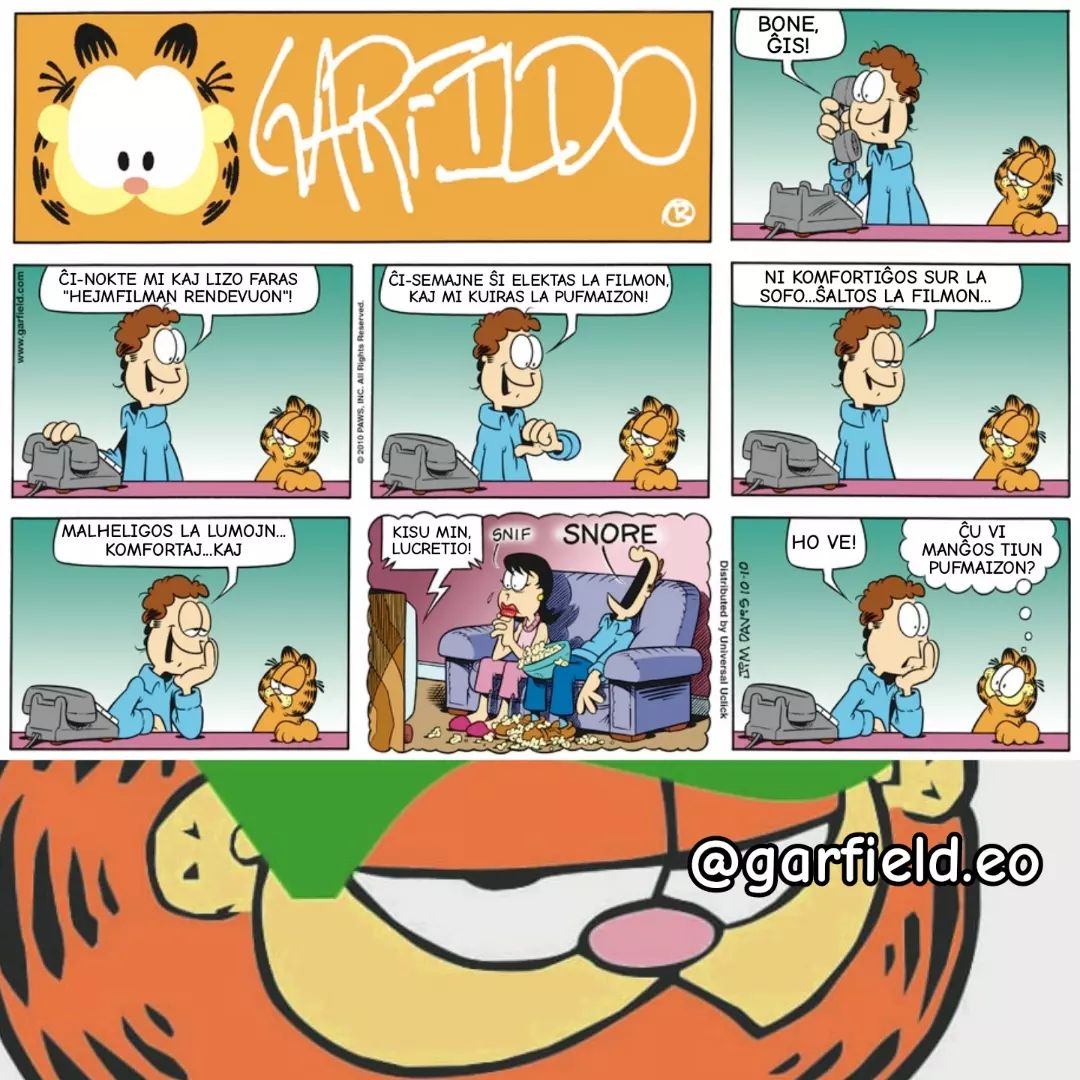 GARFILDO
R
BONE,
ĜIS!
www.garfield.com
ĈI-NOKTE MI KAJ LIZO FARAS
"HEJMFILMAN RENDEVUON"!
© 2010 PAWS, INC. All Rights Reserved.
ĈI-SEMAJNE ŜI ELEKTAS LA FILMON,
KAJ MI KUIRAS LA PUFMAIZON!
NI KOMFORTIĜOS SUR LA
SOFO...ŜALTOS LA FILMON...
MALHELIGOS LA LUMOJN...
KOMFORTAJ...KAJ
KISU MIN,
LUCRETIO!
SNIF
SNORE
Distributed by Universal Uclick
JIM DAVIS 10-10
HO VE!
ĈU VI
MANĜOS TIUN
PUFMAIZON?
@garfield.eo